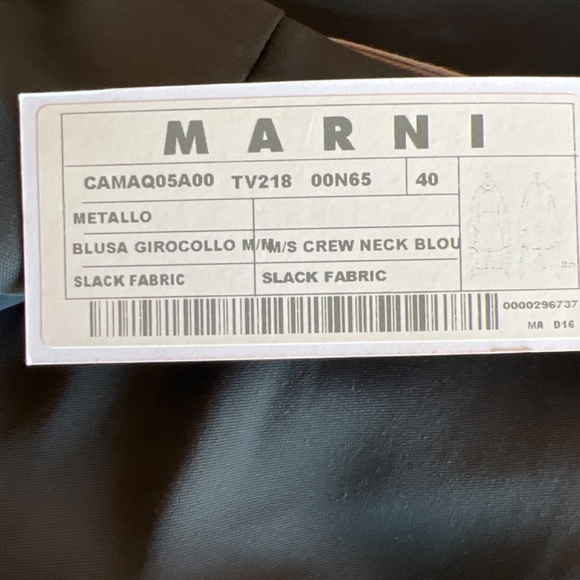 MARNI
CAMAQ05A00 TV218 00N65 40
METALLO
BLUSA GIROCOLLO M/M M/S CREW NECK BLOU
SLACK FABRIC SLACK FABRIC
0000296737
MA D16